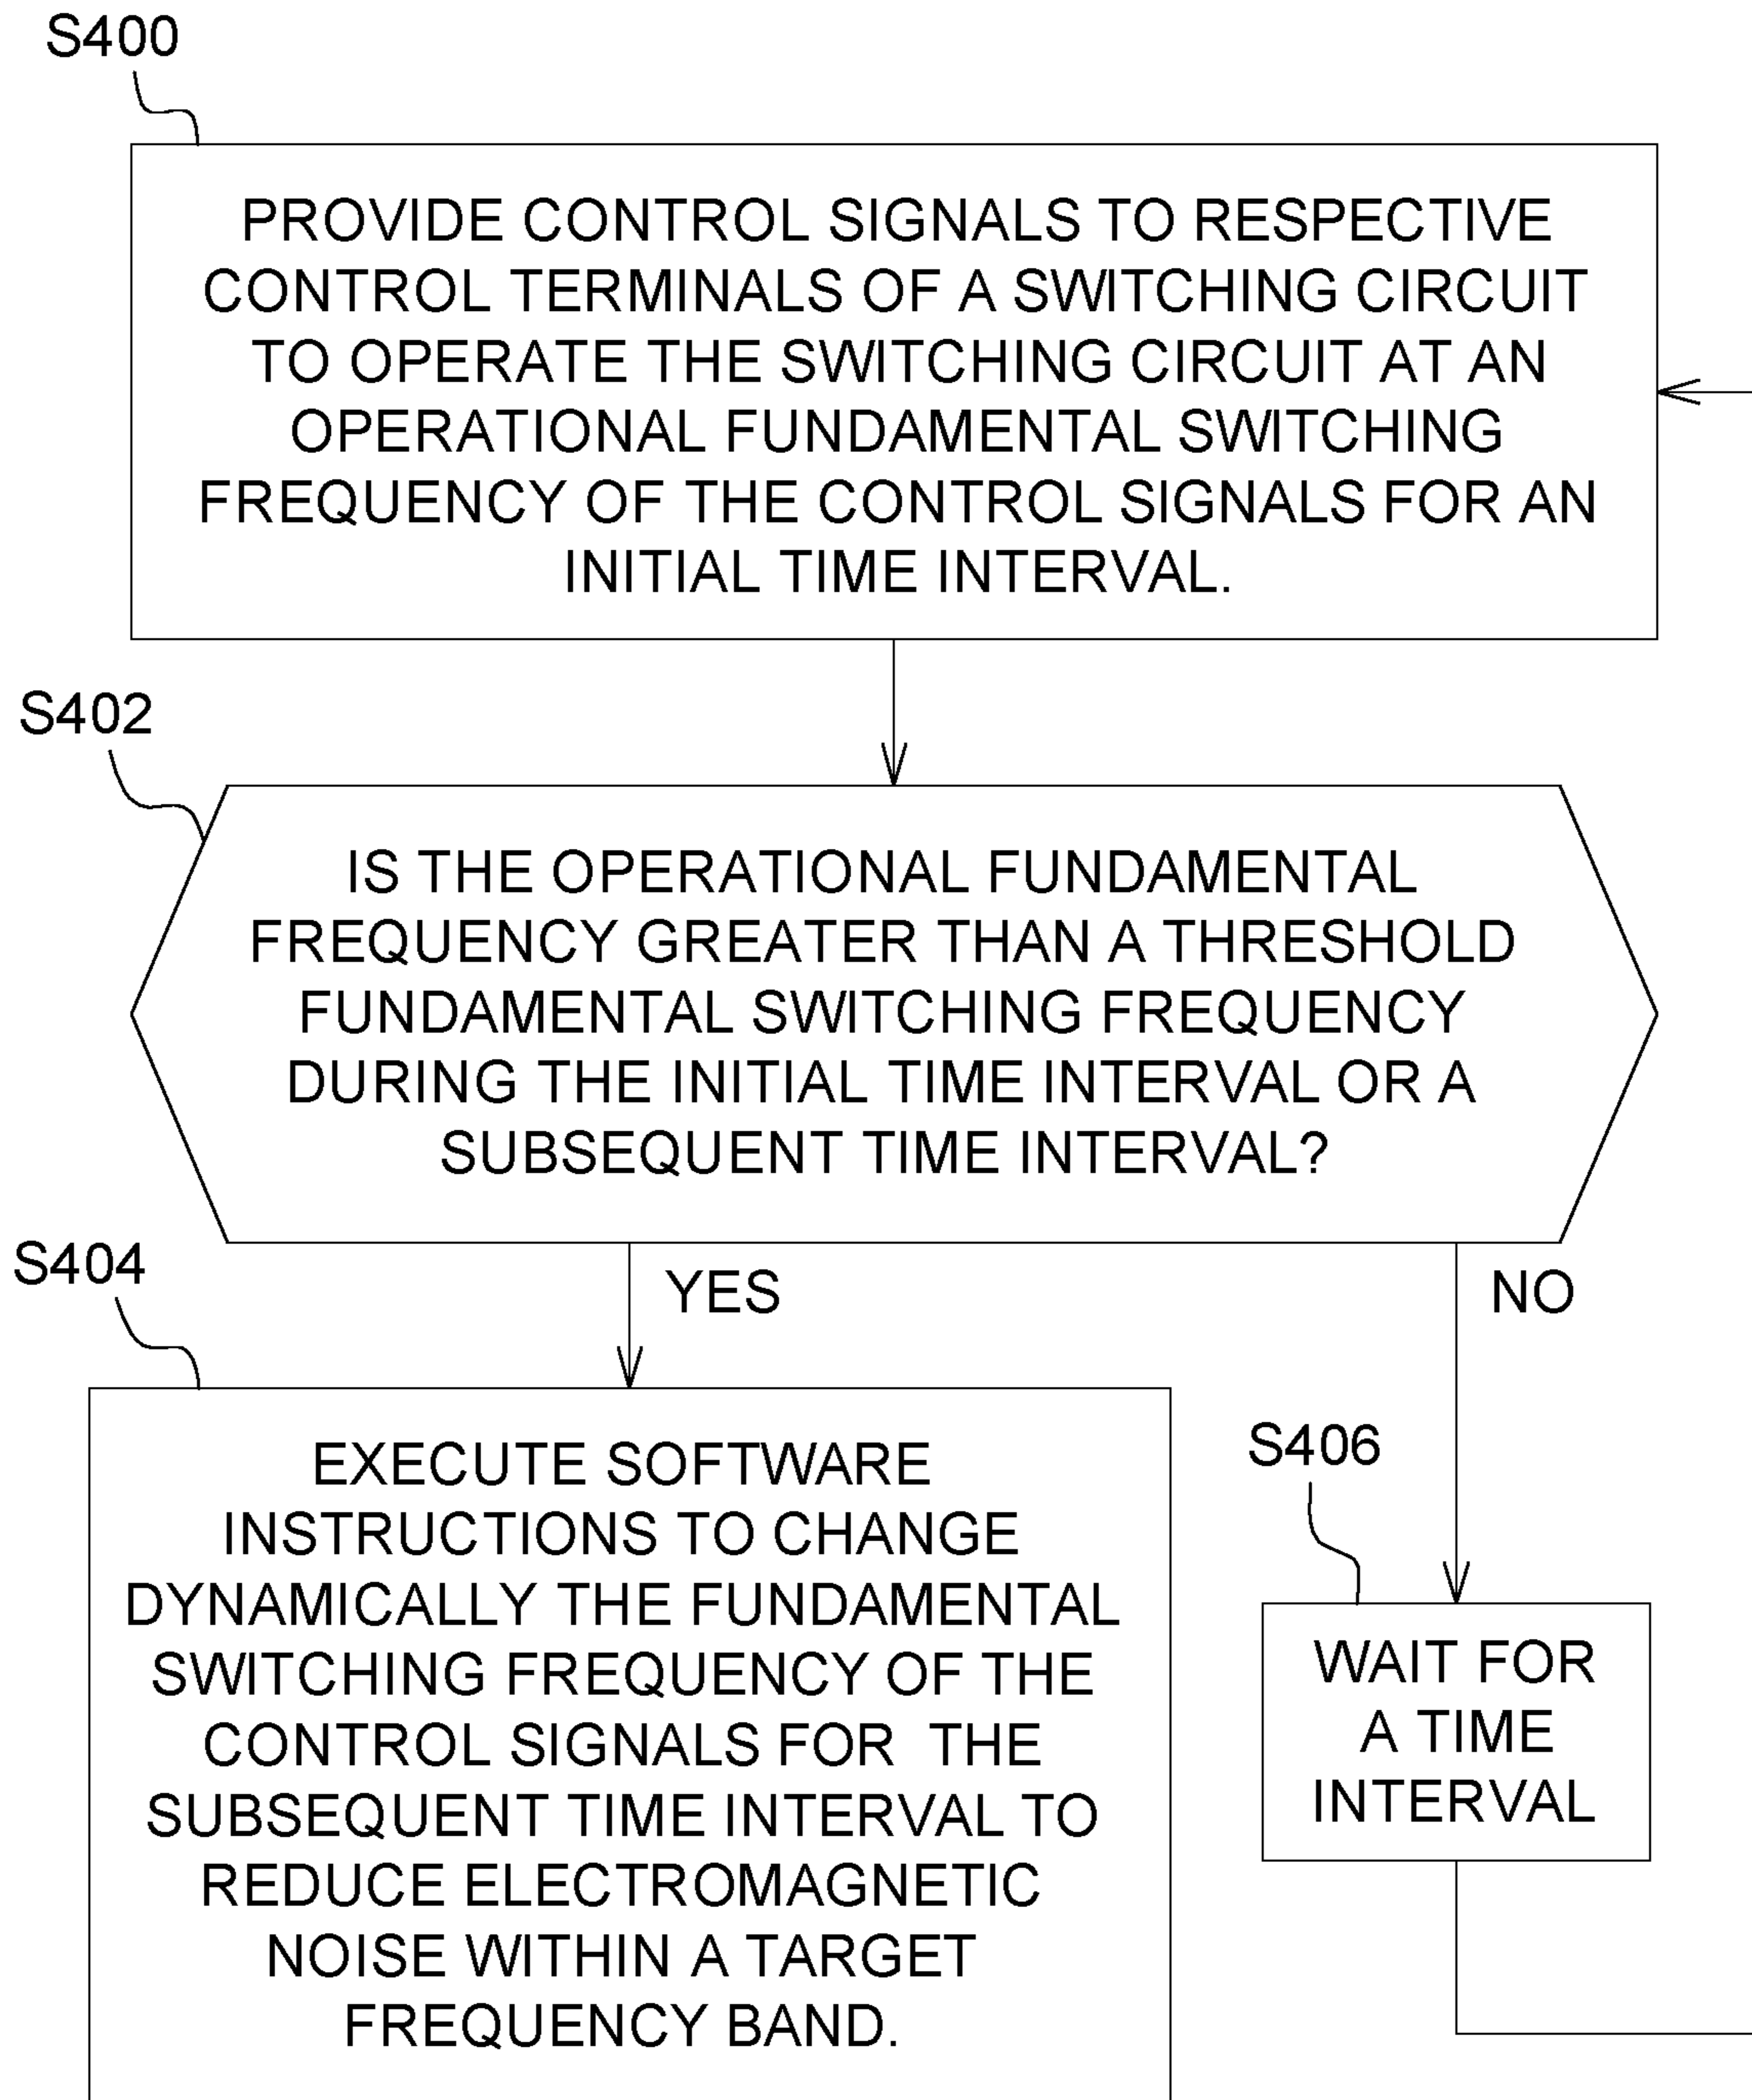 S400
PROVIDE CONTROL SIGNALS TO RESPECTIVE
CONTROL TERMINALS OF A SWITCHING CIRCUIT
TO OPERATE THE SWITCHING CIRCUIT AT AN
OPERATIONAL FUNDAMENTAL SWITCHING
FREQUENCY OF THE CONTROL SIGNALS FOR AN
INITIAL TIME INTERVAL.
S402
IS THE OPERATIONAL FUNDAMENTAL
FREQUENCY GREATER THAN A THRESHOLD
FUNDAMENTAL SWITCHING FREQUENCY
DURING THE INITIAL TIME INTERVAL OR A
SUBSEQUENT TIME INTERVAL?
S404
YES
NO
EXECUTE SOFTWARE
INSTRUCTIONS TO CHANGE
DYNAMICALLY THE FUNDAMENTAL
SWITCHING FREQUENCY OF THE
CONTROL SIGNALS FOR THE
SUBSEQUENT TIME INTERVAL TO
REDUCE ELECTROMAGNETIC
NOISE WITHIN A TARGET
FREQUENCY BAND.
S406
WAIT FOR
A TIME
INTERVAL